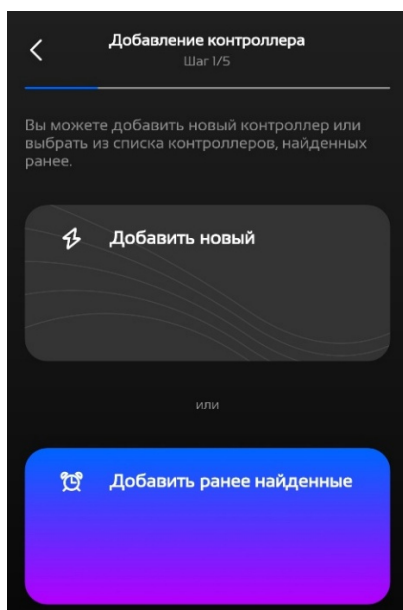 Добавление контроллера
Шаг 1/5
Вы можете добавить новый контроллер или
выбрать из списка контроллеров, найденных
ранее.
Добавить новый
или
Добавить ранее найденные